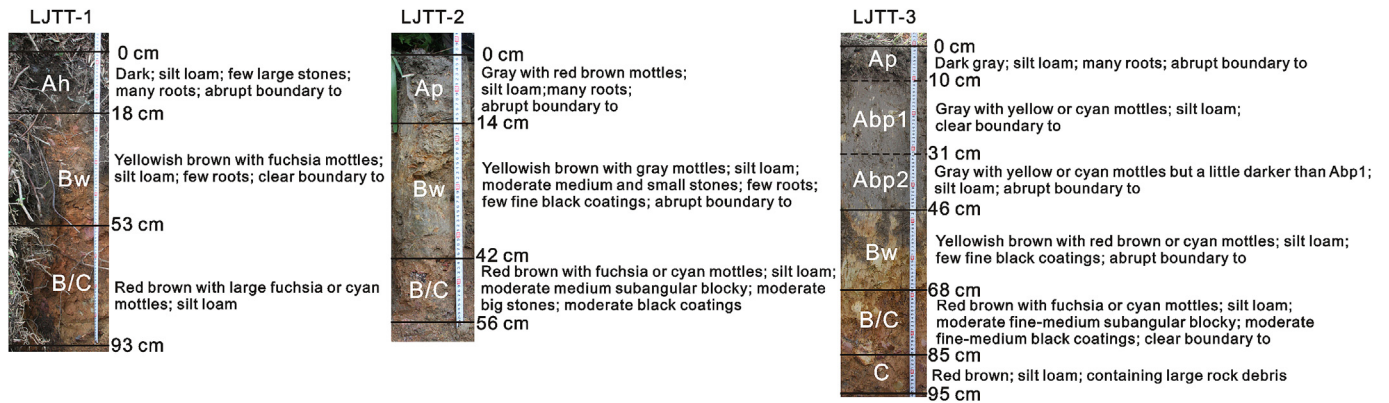 LJTT-1
0 cm
Ah
Dark; silt loam; few large stones;
many roots; abrupt boundary to
18 cm
Bw
Yellowish brown with fuchsia mottles;
silt loam; few roots; clear boundary to
53 cm
B/C
Red brown with large fuchsia or cyan
mottles; silt loam
93 cm
LJTT-2
0 cm
Ap
Gray with red brown mottles;
silt loam;many roots;
abrupt boundary to
14 cm
Bw
Yellowish brown with gray mottles; silt loam;
moderate medium and small stones; few roots;
few fine black coatings; abrupt boundary to
42 cm
B/C
Red brown with fuchsia or cyan mottles; silt loam;
moderate medium subangular blocky; moderate
big stones; moderate black coatings
56 cm
LJTT-3
0 cm
Ap
Dark gray; silt loam; many roots; abrupt boundary to
10 cm
Abp1
Gray with yellow or cyan mottles; silt loam;
clear boundary to
31 cm
Abp2
Gray with yellow or cyan mottles but a little darker than Abp1;
silt loam; abrupt boundary to
46 cm
Bw
Yellowish brown with red brown or cyan mottles; silt loam;
few fine black coatings; abrupt boundary to
68 cm
B/C
Red brown with fuchsia or cyan mottles; silt loam;
moderate fine-medium subangular blocky; moderate
fine-medium black coatings; clear boundary to
85 cm
C
Red brown; silt loam; containing large rock debris
95 cm